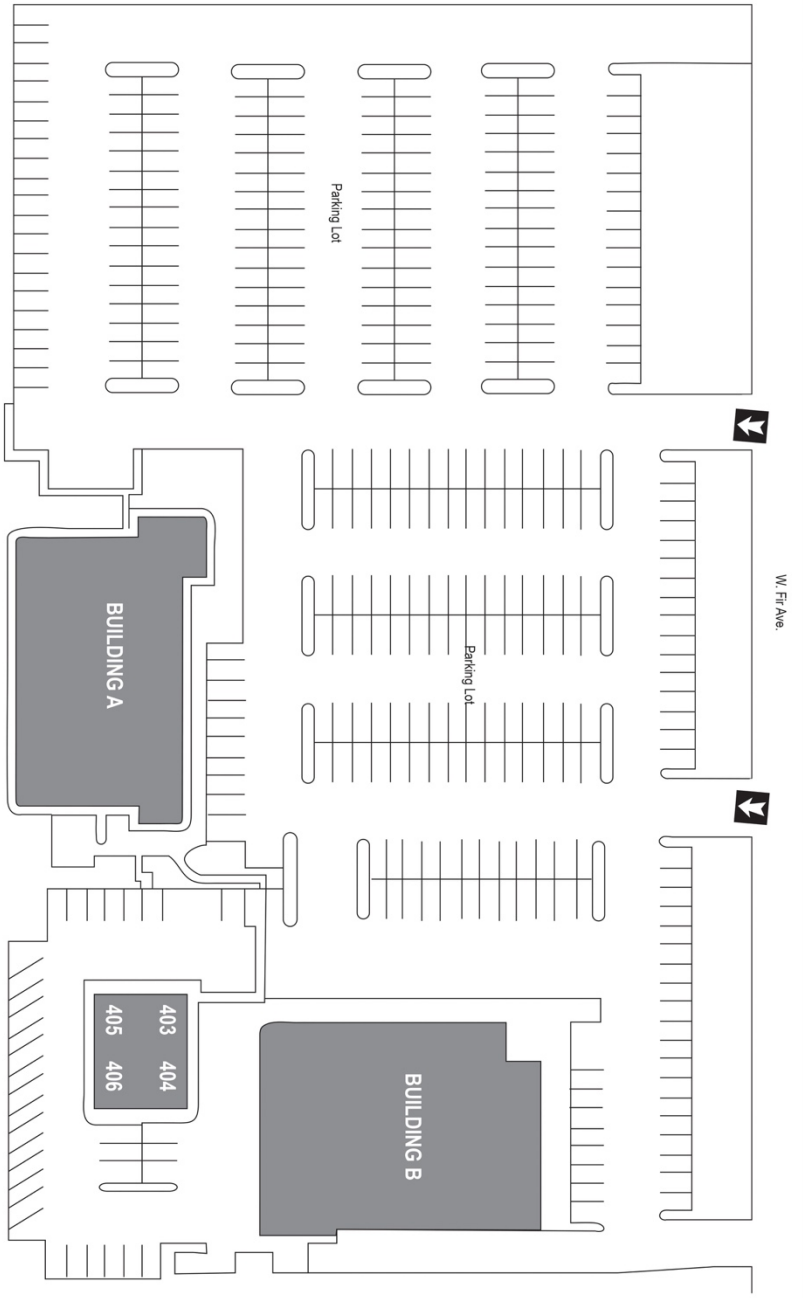 W. Fir Ave.
Parking Lot
Parking Lot
BUILDING A
BUILDING B
403 404
405 406